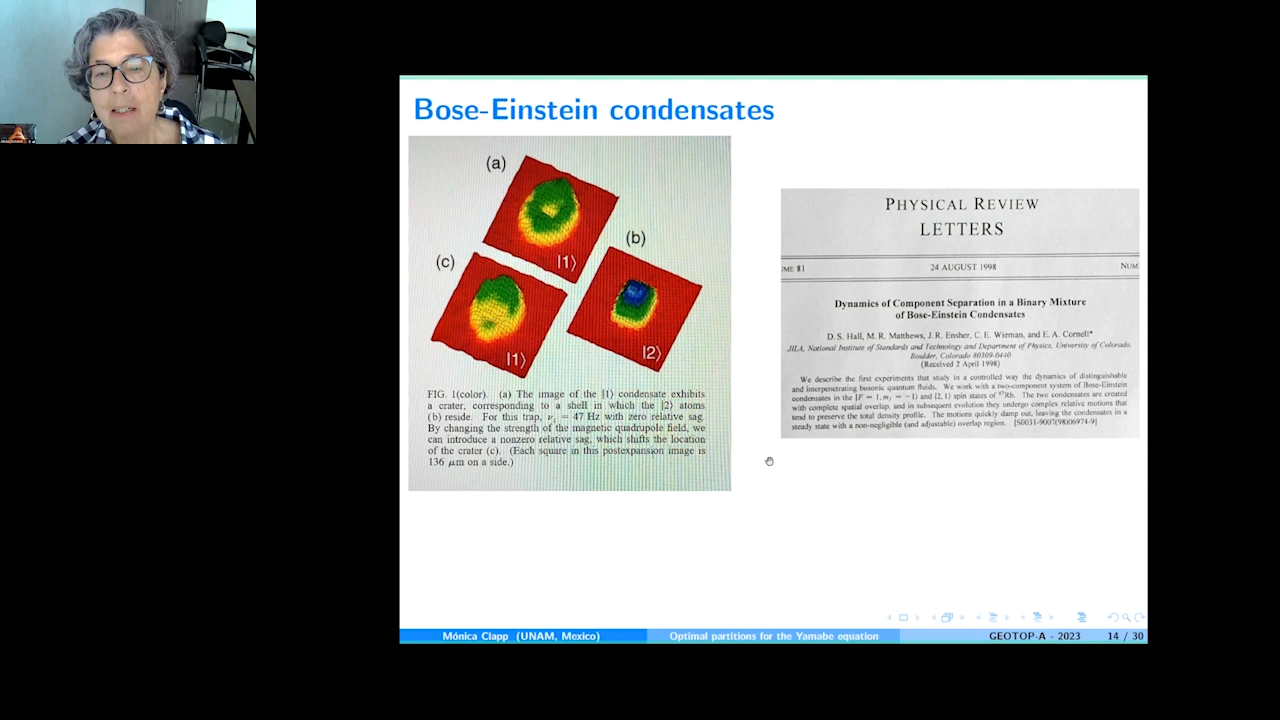 Bose-Einstein condensates
(a)
|1⟩
(b)
(c)
|1⟩
|2⟩
FIG. 1(color). (a) The image of the |1⟩ condensate exhibits
a crater, corresponding to a shell in which the |2⟩ atoms
(b) reside. For this trap, νz = 47 Hz with zero relative sag.
By changing the strength of the magnetic quadrupole field, we
can introduce a nonzero relative sag, which shifts the location
of the crater (c). (Each square in this postexpansion image is
136 μm on a side.)
PHYSICAL REVIEW
LETTERS
ME 81
24 AUGUST 1998
NUM
Dynamics of Component Separation in a Binary Mixture
of Bose-Einstein Condensates
D. S. Hall, M. R. Matthews, J. R. Ensher, C. E. Wieman, and E. A. Cornell*
JILA, National Institute of Standards and Technology and Department of Physics, University of Colorado,
Boulder, Colorado 80309-0440
(Received 2 April 1998)
We describe the first experiments that study in a controlled way the dynamics of distinguishable
and interpenetrating bosonic quantum fluids. We work with a two-component system of Bose-Einstein
condensates in the |F = 1, mf = −1⟩ and |2, 1⟩ spin states of 87Rb. The two condensates are created
with complete spatial overlap, and in subsequent evolution they undergo complex relative motions that
tend to preserve the total density profile. The motions quickly damp out, leaving the condensates in a
steady state with a non-negligible (and adjustable) overlap region. [S0031-9007(98)06974-9]
Mónica Clapp (UNAM, Mexico)
Optimal partitions for the Yamabe equation
GEOTOP-A - 2023
14 / 30